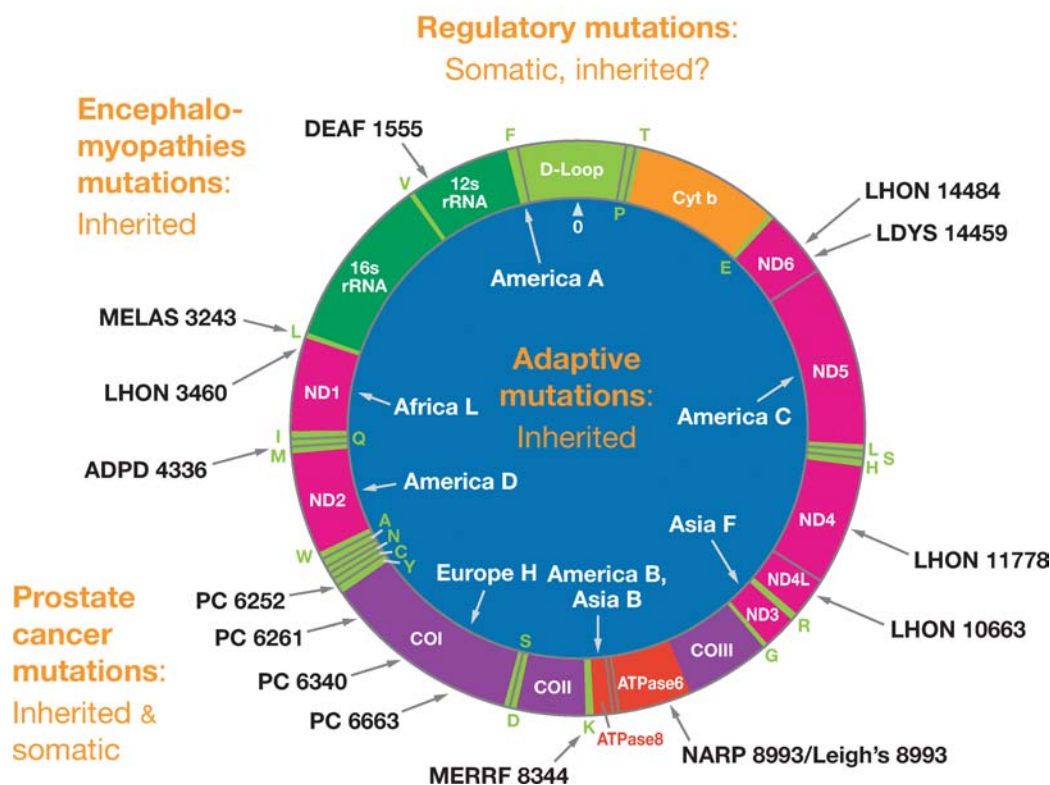 Regulatory mutations:
Somatic, inherited?
Encephalo-
myopathies
mutations:
Inherited
DEAF 1555
F
T
V
12s
rRNA
D-Loop
P
0
Cyt b
E
LHON 14484
LDYS 14459
ND6
16s
rRNA
America A
MELAS 3243
L
LHON 3460
ND1
Africa L
Adaptive
mutations:
Inherited
America C
ND5
I
Q
M
ADPD 4336
L
S
H
ND2
America D
ND4
A
N
C
Y
W
Asia F
LHON 11778
ND4L
Europe H
America B,
Asia B
ND3
R
LHON 10663
G
Prostate
cancer
mutations:
Inherited &
somatic
PC 6252
PC 6261
PC 6340
PC 6663
COI
S
D
COII
K
ATPase6
ATPase8
COIII
MERRF 8344
NARP 8993/Leigh's 8993